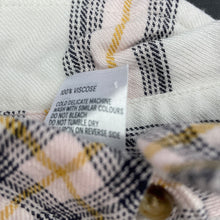 100% VISCOSE
COLD DELICATE MACHINE
WASH WITH SIMILAR COLOURS
DO NOT BLEACH
DO NOT TUMBLE DRY
ON REVERSE SIDE